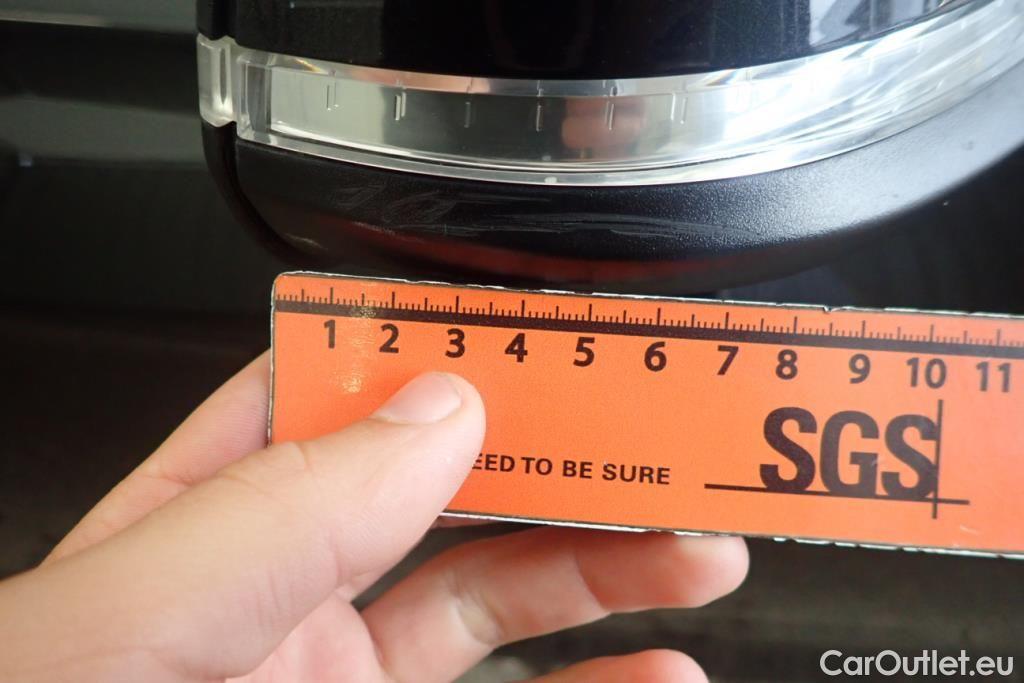 1 2 3 4 5 6 7 8 9 10 11
EED TO BE SURE
SGS
CarOutlet.eu